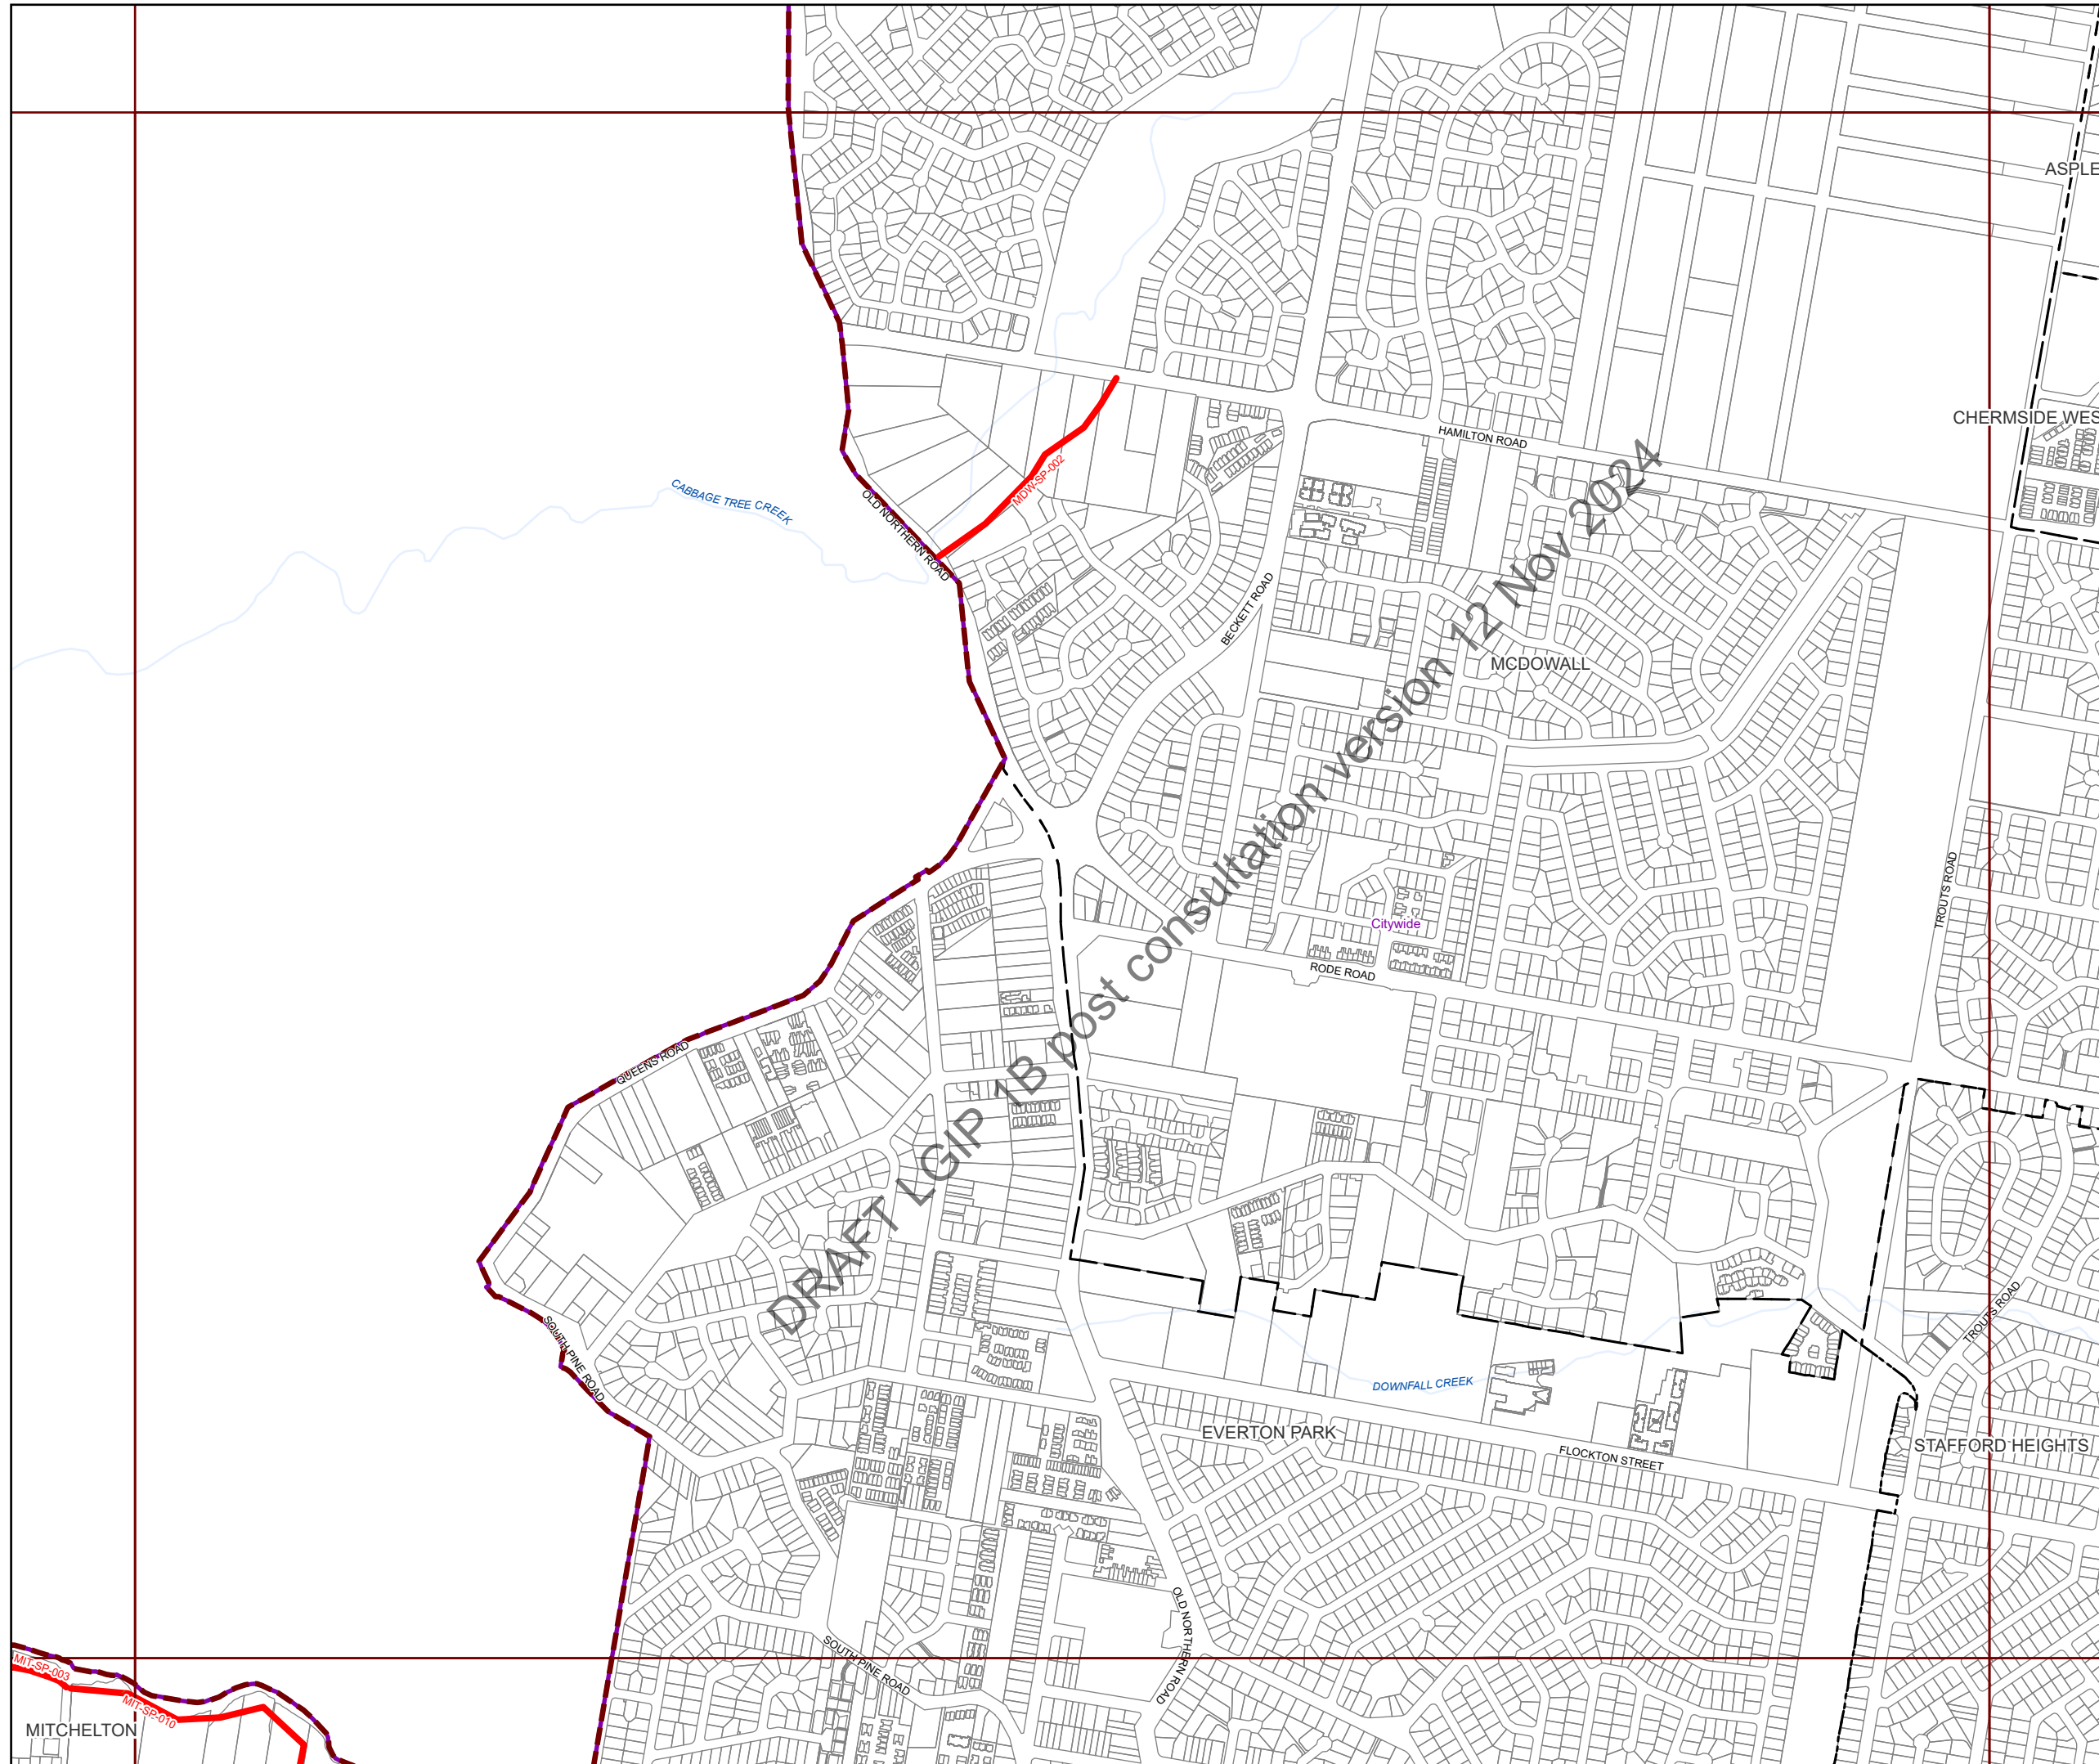 ASPLE
CHERMSIDE WES
HAMILTON ROAD
MDW-SP-002
CABBAGE TREE CREEK
OLD NORTHERN ROAD
BECKETT ROAD
MCDOWALL
TROUTS ROAD
Citywide
RODE ROAD
QUEENS ROAD
DRAFT LGIP 1B post consultation version 12 Nov 2024
SOUTH PINE ROAD
TROUTS ROAD
DOWNFALL CREEK
EVERTON PARK
FLOCKTON STREET
STAFFORD HEIGHTS
OLD NORTHERN ROAD
SOUTH PINE ROAD
MIT-SP-003
MIT-SP-010
MITCHELTON